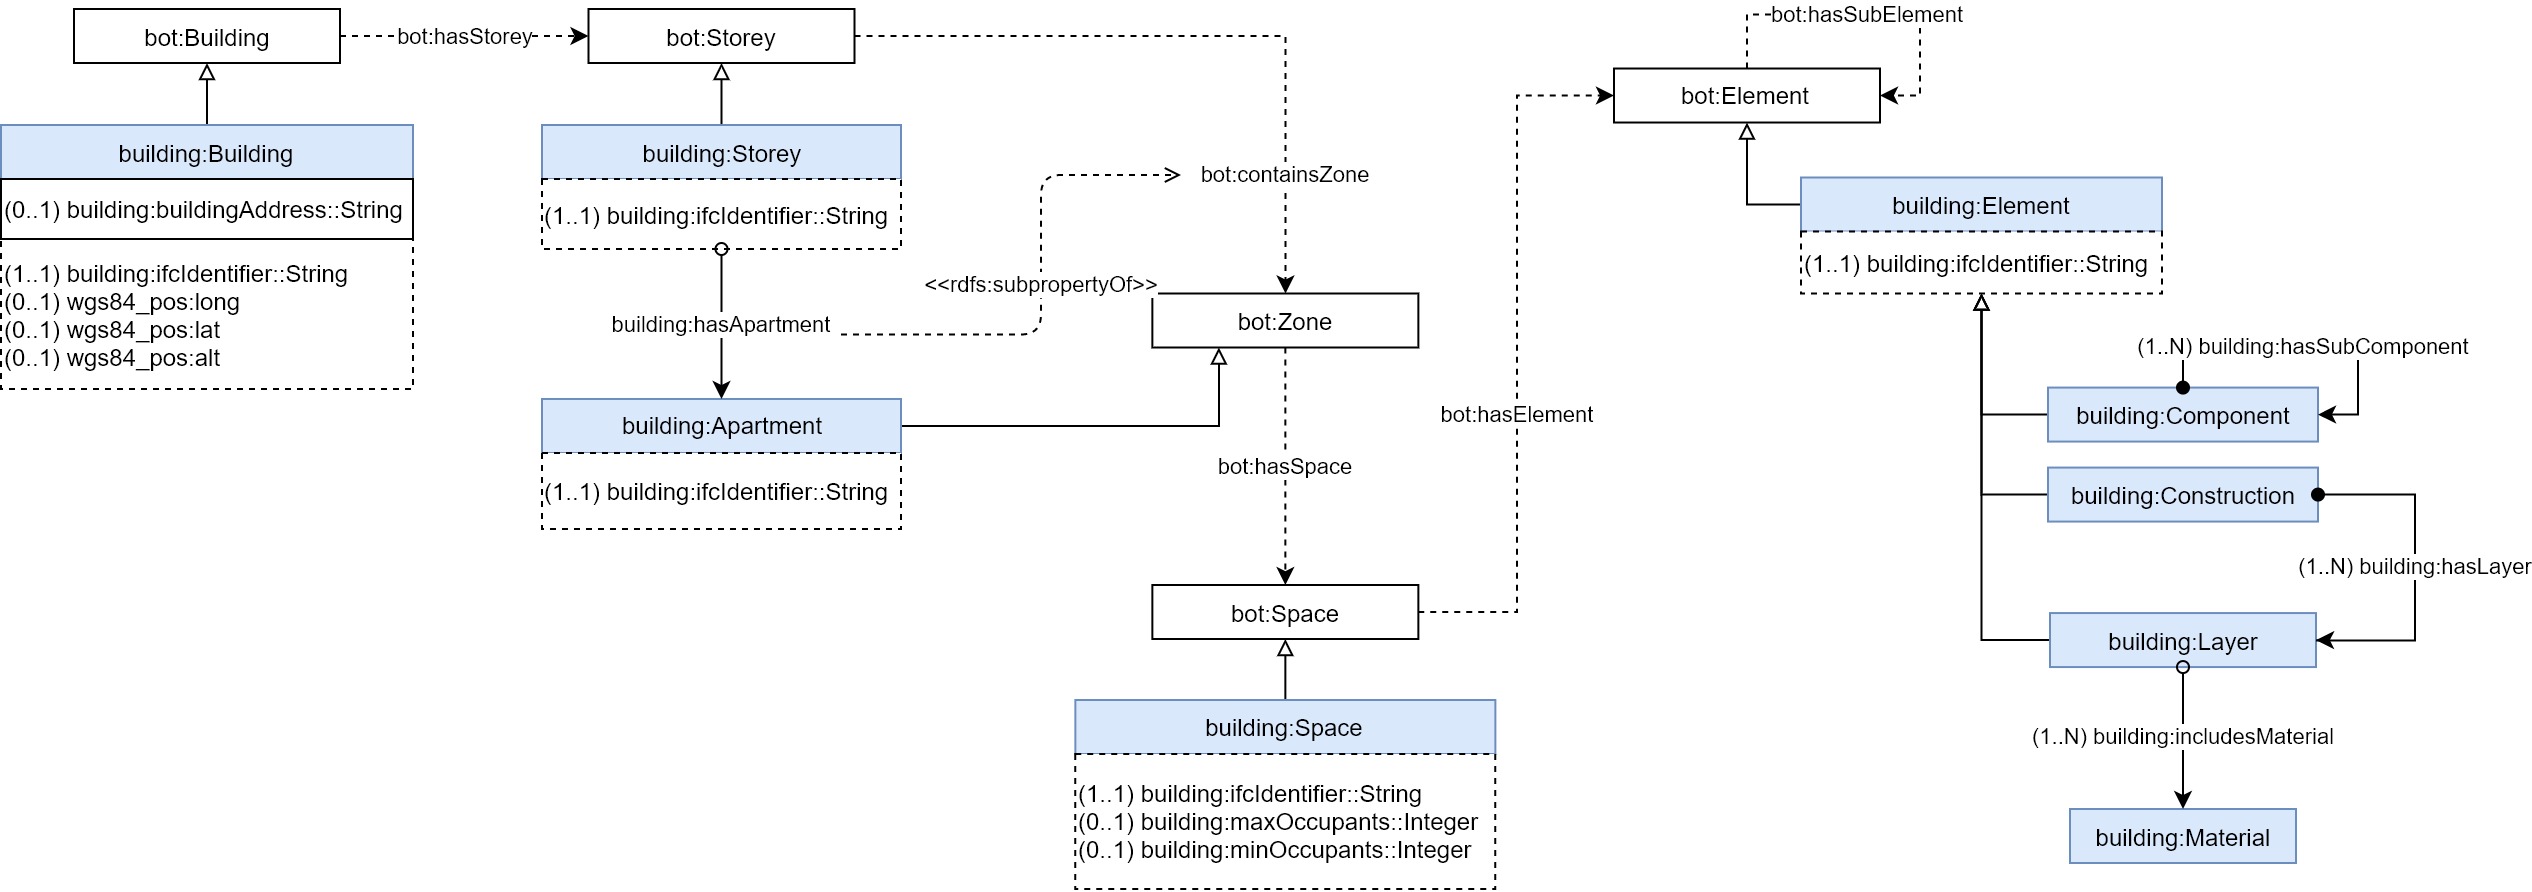 bot:Building
bot:hasStorey
bot:Storey
bot:hasSubElement
bot:Element
building:Building
(0..1) building:buildingAddress::String
(1..1) building:ifcIdentifier::String
(0..1) wgs84_pos:long
(0..1) wgs84_pos:lat
(0..1) wgs84_pos:alt
building:Storey
(1..1) building:ifcIdentifier::String
bot:containsZone
<<rdfs:subpropertyOf>>
building:hasApartment
bot:Zone
building:Apartment
(1..1) building:ifcIdentifier::String
bot:hasSpace
bot:hasElement
bot:Space
building:Space
(1..1) building:ifcIdentifier::String
(0..1) building:maxOccupants::Integer
(0..1) building:minOccupants::Integer
building:Element
(1..1) building:ifcIdentifier::String
(1..N) building:hasSubComponent
building:Component
building:Construction
(1..N) building:hasLayer
building:Layer
(1..N) building:includesMaterial
building:Material